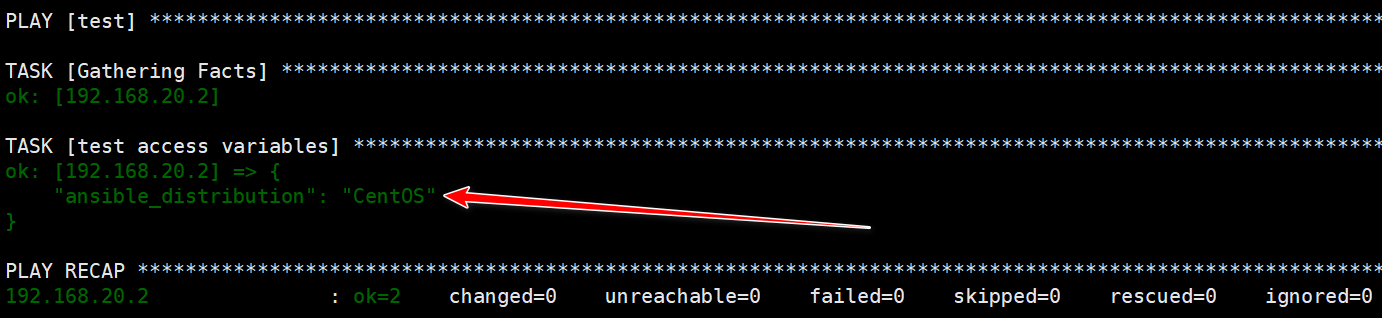 PLAY [test] *******************************************************************************************************
TASK [Gathering Facts] ********************************************************************************************
ok: [192.168.20.2]
TASK [test access variables] **************************************************************************************
ok: [192.168.20.2] => {
    "ansible_distribution": "CentOS"
}
PLAY RECAP ********************************************************************************************************
192.168.20.2               : ok=2    changed=0    unreachable=0    failed=0    skipped=0    rescued=0    ignored=0